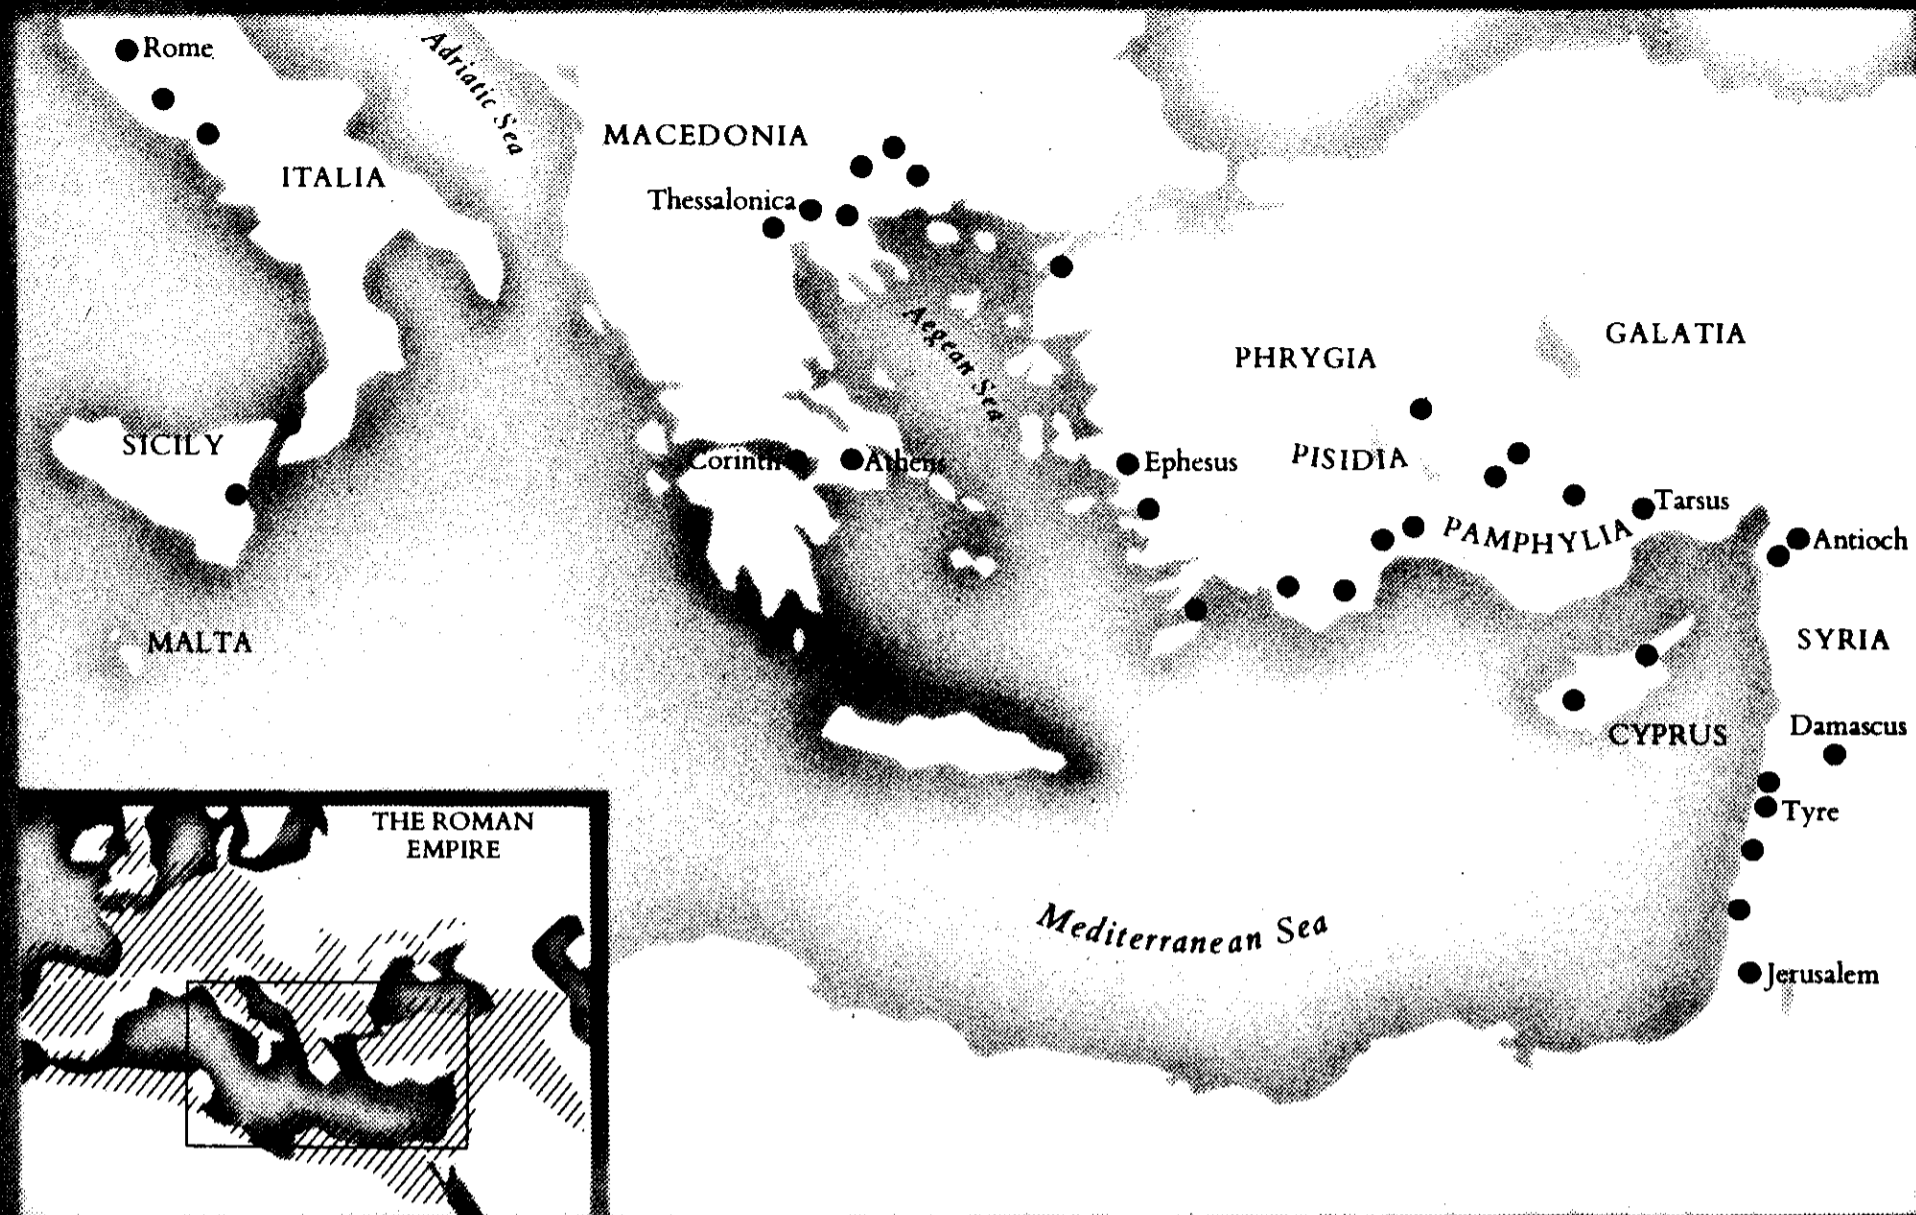 Rome
Adriatic Sea
MACEDONIA
ITALIA
Thessalonica
Aegean Sea
GALATIA
PHRYGIA
SICILY
Corinth
Athens
Ephesus
PISIDIA
Tarsus
PAMPHYLIA
Antioch
MALTA
SYRIA
Damascus
CYPRUS
Tyre
THE ROMAN
EMPIRE
Mediterranean Sea
Jerusalem